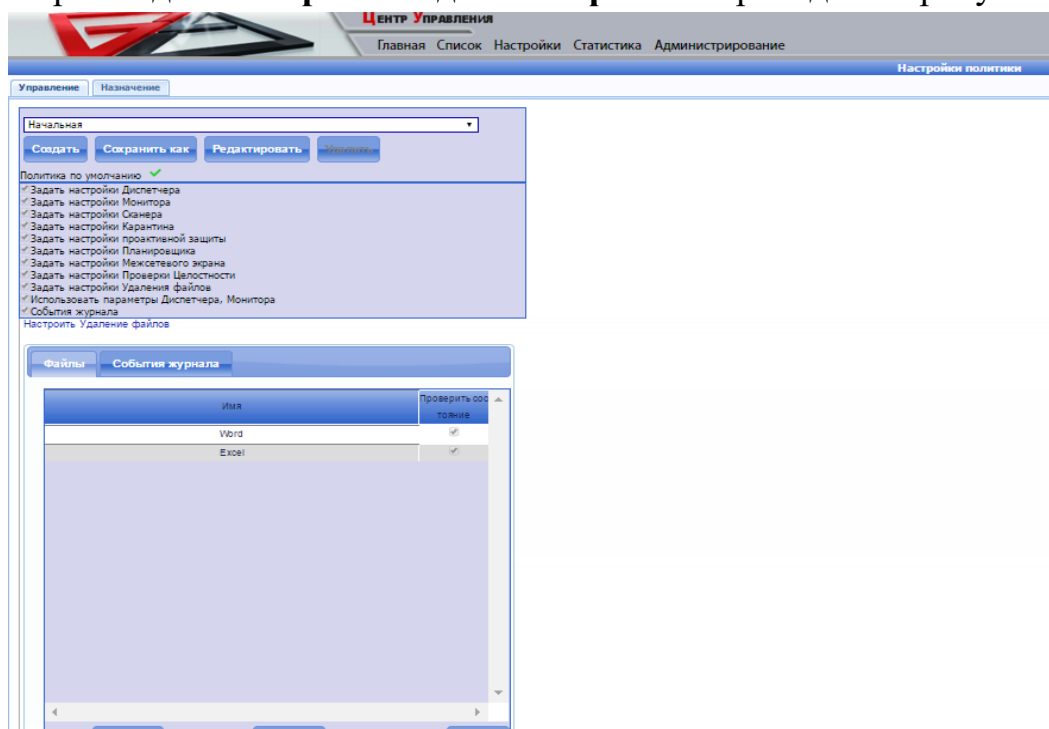 Центр Управления
Главная Список Настройки Статистика Администрирование
Настройки политики
Управление Назначение
Начальная
Создать Сохранить как Редактировать Удалить
Политика по умолчанию
Задать настройки Диспетчера
Задать настройки Монитора
Задать настройки Сканера
Задать настройки Карантина
Задать настройки проактивной защиты
Задать настройки Планировщика
Задать настройки Межсетевого экрана
Задать настройки Проверки Целостности
Задать настройки Удаления файлов
Использовать параметры Диспетчера, Монитора
События журнала
Настроить Удаление файлов
Файлы События журнала
Имя Проверить сос
тояние
Word
Excel